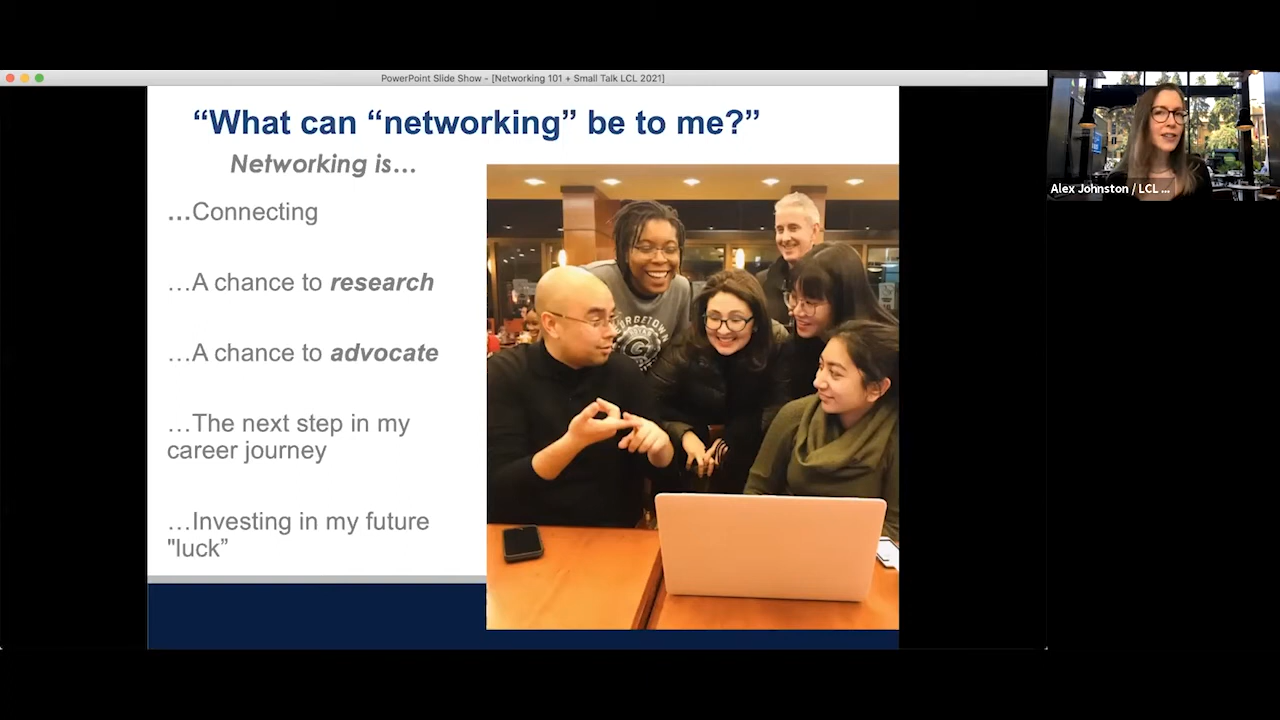 PowerPoint Slide Show - [Networking 101 + Small Talk LCL 2021]
“What can “networking” be to me?”
Networking is…
…Connecting
…A chance to research
…A chance to advocate
…The next step in my
career journey
…Investing in my future
"luck”
GEORGETOWN
G
Alex Johnston / LCL ...